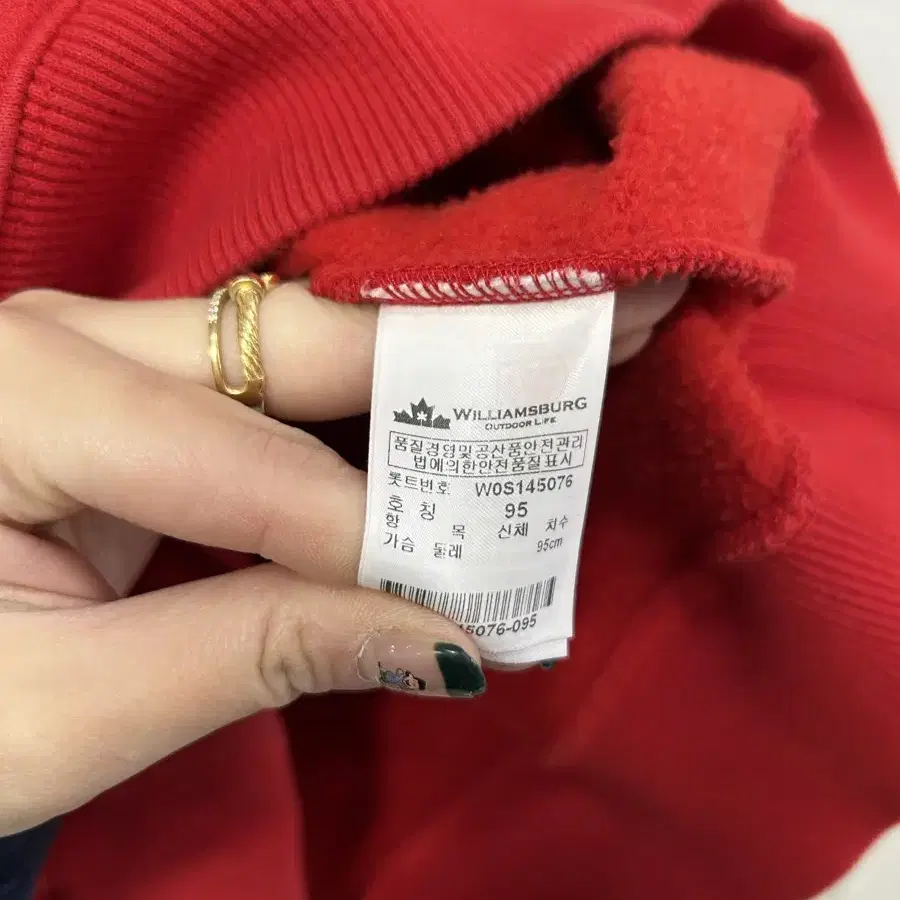 WILLIAMSBURG
OUTDOOR LIFE
품질경영및공산품안전관리
법에의한안전품질표시
롯트번호 W0S145076
호 칭 95
항 목 신체 치수
가슴 둘레 95cm
45076-095